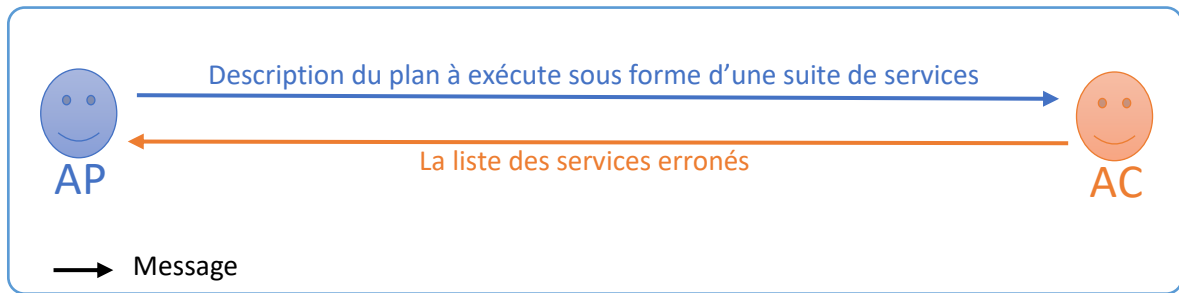 Description du plan à exécute sous forme d'une suite de services
La liste des services erronés
AP
AC
Message